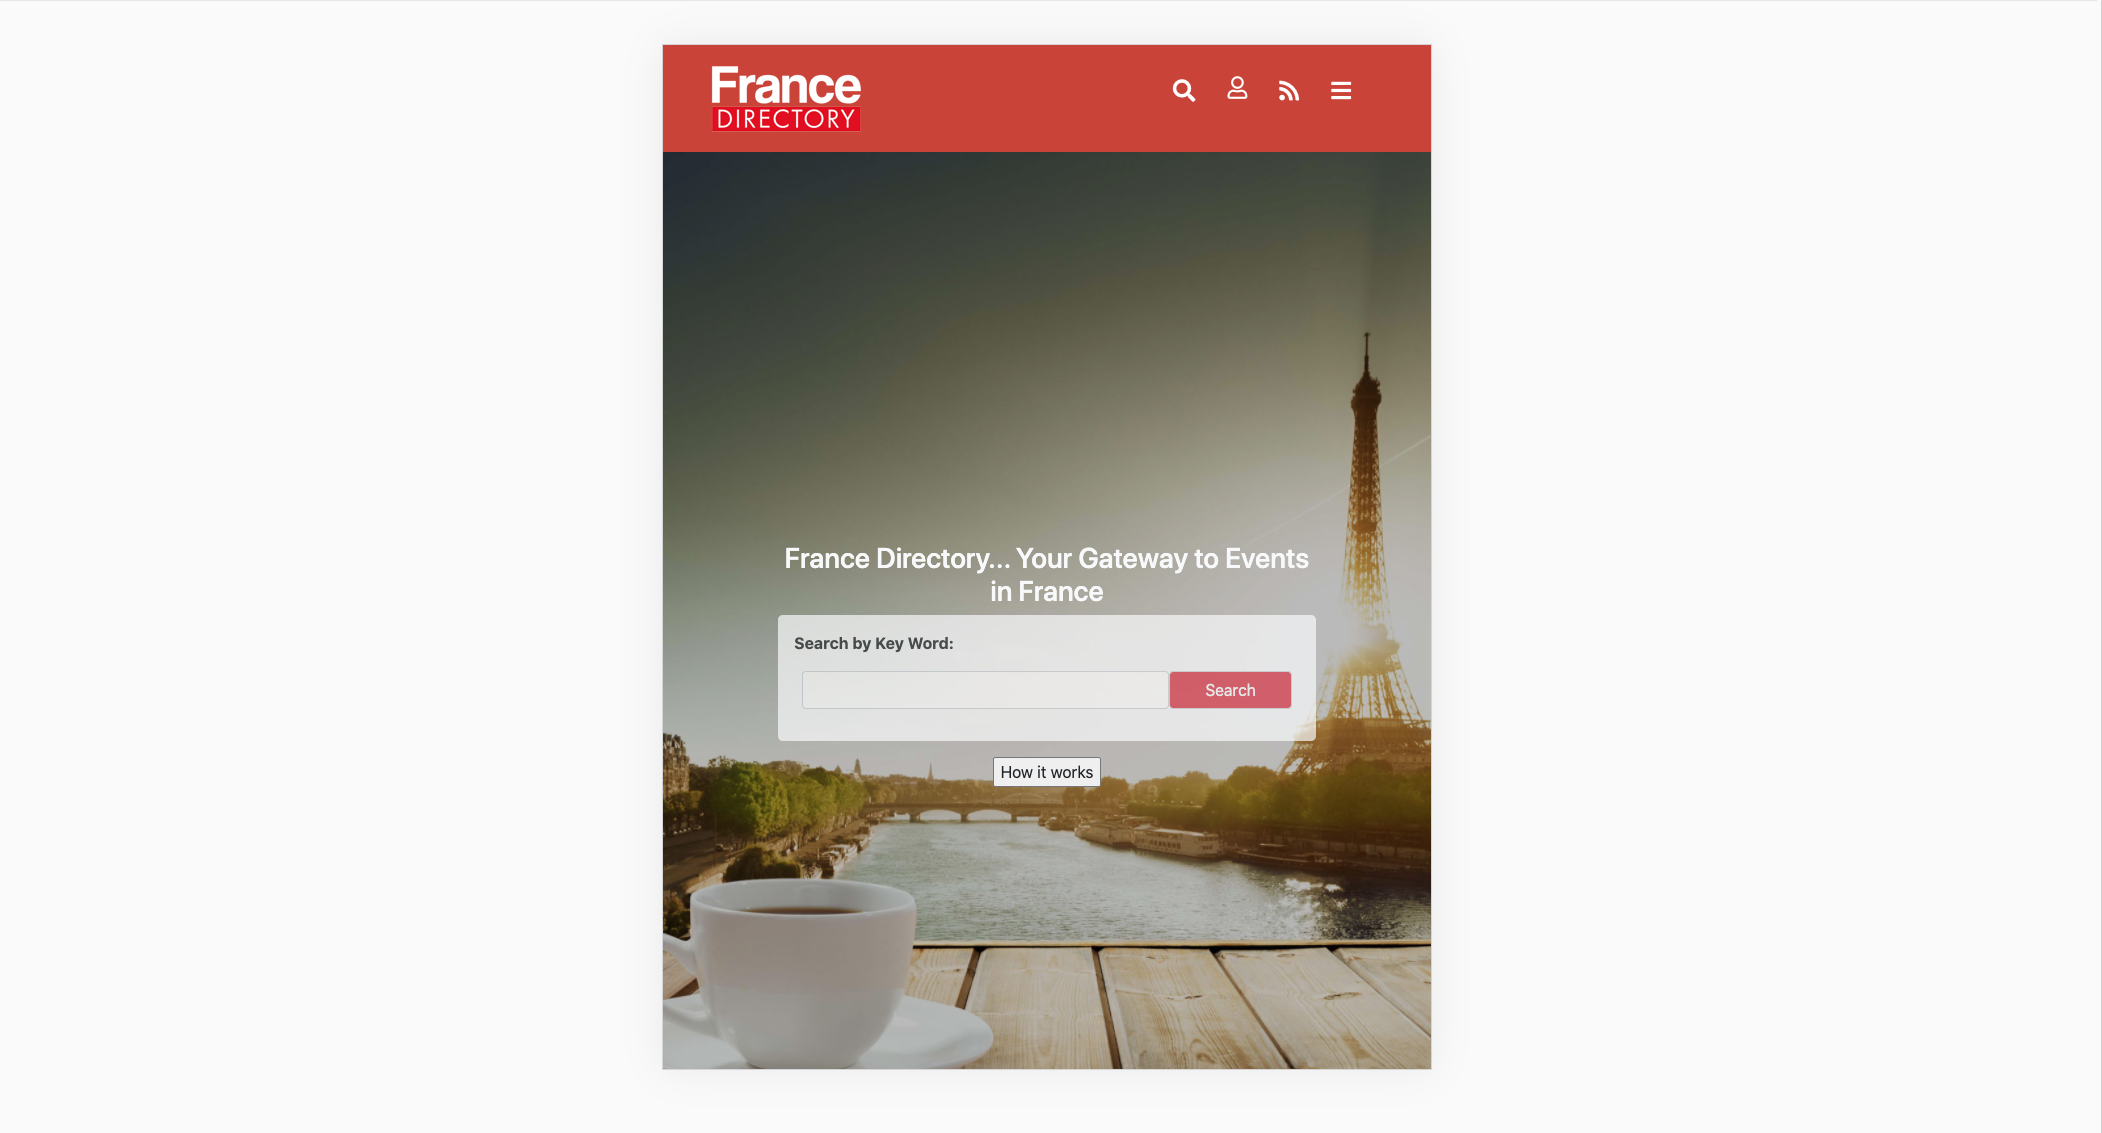 France
DIRECTORY
France Directory... Your Gateway to Events
in France
Search by Key Word:
Search
How it works